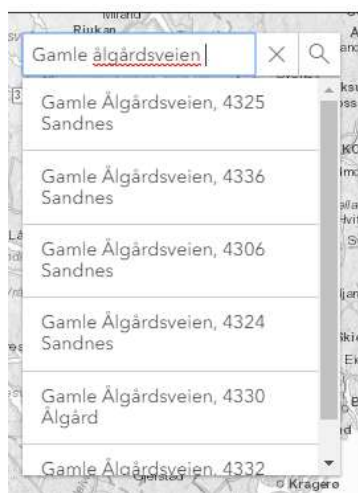 Rjukan
Gamle ålgårdsveien
Gamle Ålgårdsveien, 4325
Sandnes
Gamle Ålgårdsveien, 4336
Sandnes
Gamle Ålgårdsveien, 4306
Sandnes
Gamle Ålgårdsveien, 4324
Sandnes
Gamle Ålgårdsveien, 4330
Ålgård
Gamle Ålgårdsveien, 4332
Gjerstad
Kragerø